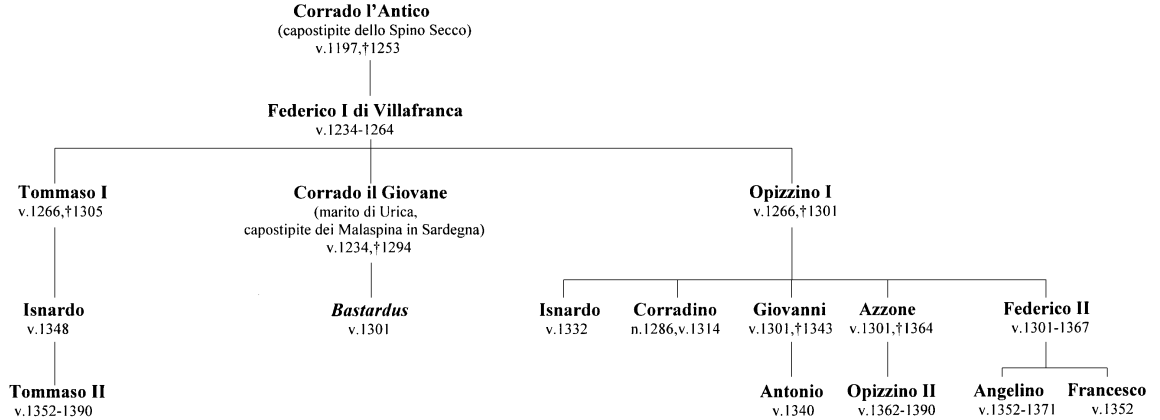 Corrado l'Antico
(capostipite dello Spino Secco)
v.1197,†1253
Federico I di Villafranca
v.1234-1264
Tommaso I
v.1266,†1305
Corrado il Giovane
(marito di Urica,
capostipite dei Malaspina in Sardegna)
v.1234,†1294
Opizzino I
v.1266,†1301
Isnardo
v.1348
Bastardus
v.1301
Isnardo
v.1332
Corradino
n.1286,v.1314
Giovanni
v.1301,†1343
Azzone
v.1301,†1364
Federico II
v.1301-1367
Tommaso II
v.1352-1390
Antonio
v.1340
Opizzino II
v.1362-1390
Angelino
v.1352-1371
Francesco
v.1352